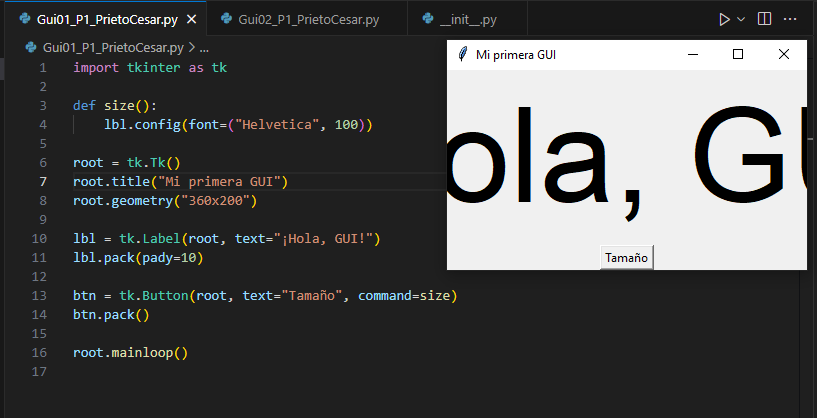 Gui01_P1_PrietoCesar.py
Gui02_P1_PrietoCesar.py
__init__.py
Gui01_P1_PrietoCesar.py > ...
1 import tkinter as tk
2
3 def size():
4     lbl.config(font=("Helvetica", 100))
5
6 root = tk.Tk()
7 root.title("Mi primera GUI")
8 root.geometry("360x200")
9
10 lbl = tk.Label(root, text="¡Hola, GUI!")
11 lbl.pack(pady=10)
12
13 btn = tk.Button(root, text="Tamaño", command=size)
14 btn.pack()
15
16 root.mainloop()
17
Mi primera GUI
ola, GU
Tamaño